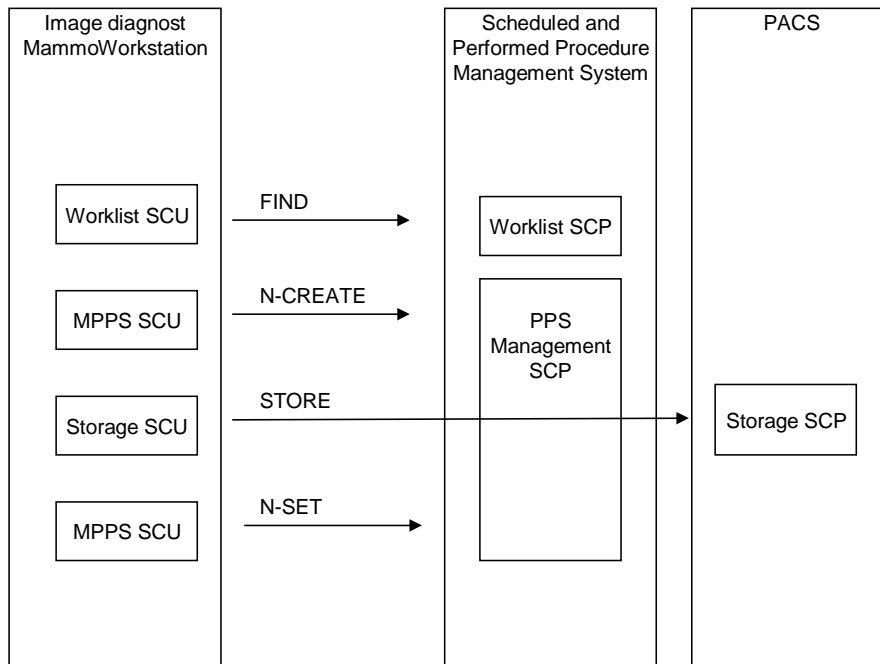 Image diagnost
MammoWorkstation
Scheduled and
Performed Procedure
Management System
PACS
Worklist SCU
FIND
Worklist SCP
MPPS SCU
N-CREATE
PPS
Management
SCP
Storage SCU
STORE
Storage SCP
MPPS SCU
N-SET